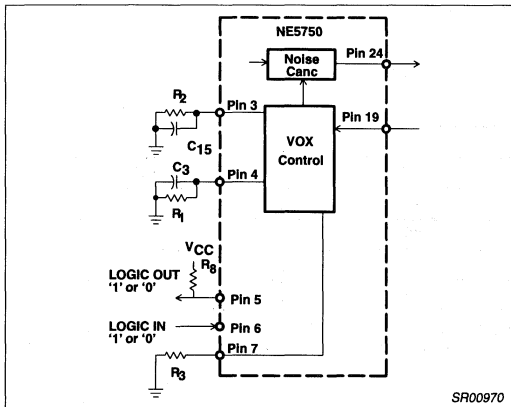 NE5750
Pin 24
Noise
Canc
R2
Pin 3
Pin 19
VOX
Control
C15
C3
Pin 4
R1
VCC
R8
LOGIC OUT
'1' or '0'
Pin 5
LOGIC IN
'1' or '0'
Pin 6
Pin 7
R3
SR00970